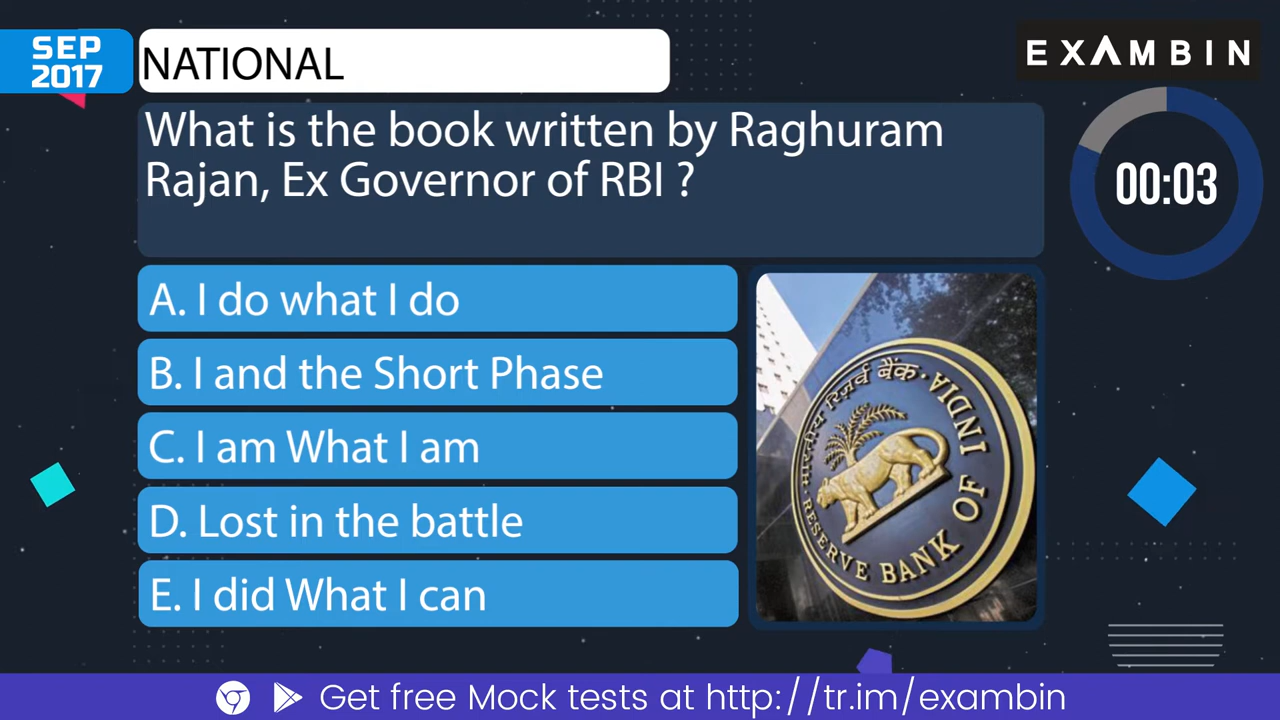 SEP
2017
NATIONAL
EXAMBIN
What is the book written by Raghuram
Rajan, Ex Governor of RBI ?
00:03
A. I do what I do
B. I and the Short Phase
C. I am What I am
D. Lost in the battle
E. I did What I can
भारतीय रिज़र्व बैंक
RESERVE BANK OF INDIA
Get free Mock tests at http://tr.im/exambin